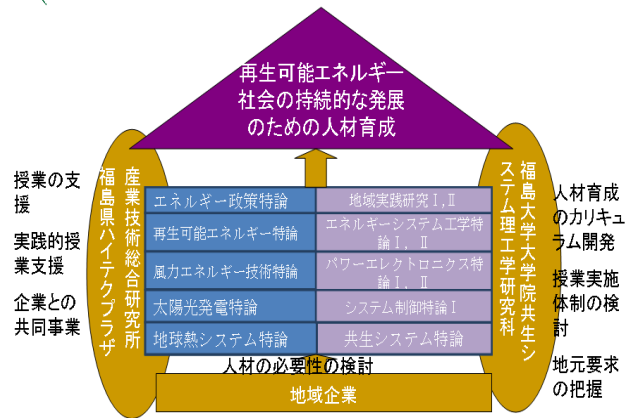 再生可能エネルギー
社会の持続的な発展
のための人材育成
授業の支
援
実践的授
業支援
企業との
共同事業
産業技術総合研究所
福島県ハイテクプラザ
エネルギー政策特論
地域実践研究Ⅰ,Ⅱ
再生可能エネルギー特論
エネルギーシステム工学特
論Ⅰ、Ⅱ
風力エネルギー技術特論
パワーエレクトロニクス特
論Ⅰ、Ⅱ
太陽光発電特論
システム制御特論Ⅰ
地球熱システム特論
共生システム特論
福島大学大学院共生シ
ステム理工学研究科
人材育成
のカリキュ
ラム開発
授業実施
体制の検
討
地元要求
の把握
人材の必要性の検討
地域企業